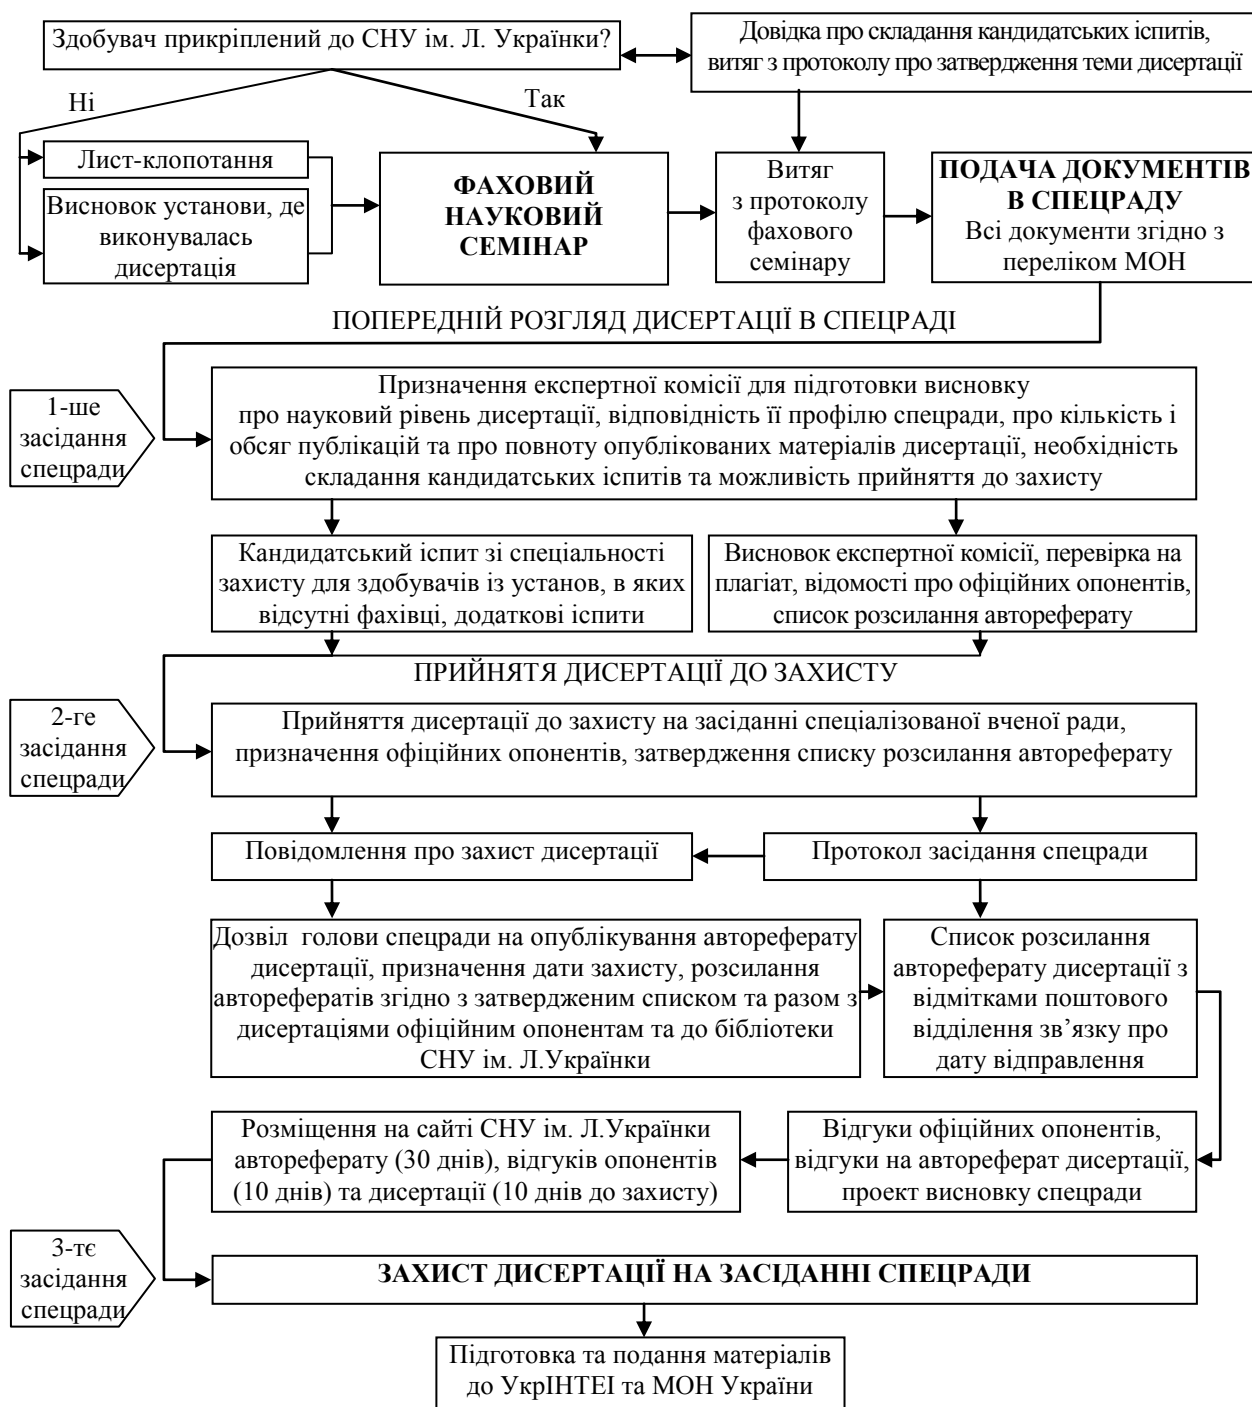 Здобувач прикріплений до СНУ ім. Л. Українки?
Довідка про складання кандидатських іспитів,
витяг з протоколу про затвердження теми дисертації
Ні
Так
Лист-клопотання
Висновок установи, де
виконувалась
дисертація
ФАХОВИЙ
НАУКОВИЙ
СЕМІНАР
Витяг
з протоколу
фахового
семінару
ПОДАЧА ДОКУМЕНТІВ
В СПЕЦРАДУ
Всі документи згідно з
переліком МОН
ПОПЕРЕДНІЙ РОЗГЛЯД ДИСЕРТАЦІЇ В СПЕЦРАДІ
1-ше
засідання
спецради
Призначення експертної комісії для підготовки висновку
про науковий рівень дисертації, відповідність її профілю спецради, про кількість і
обсяг публікацій та про повноту опублікованих матеріалів дисертації, необхідність
складання кандидатських іспитів та можливість прийняття до захисту
Кандидатський іспит зі спеціальності
захисту для здобувачів із установ, в яких
відсутні фахівці, додаткові іспити
Висновок експертної комісії, перевірка на
плагіат, відомості про офіційних опонентів,
список розсилання автореферату
ПРИЙНЯТЯ ДИСЕРТАЦІЇ ДО ЗАХИСТУ
2-ге
засідання
спецради
Прийняття дисертації до захисту на засіданні спеціалізованої вченої ради,
призначення офіційних опонентів, затвердження списку розсилання автореферату
Повідомлення про захист дисертації
Протокол засідання спецради
Дозвіл голови спецради на опублікування автореферату
дисертації, призначення дати захисту, розсилання
авторефератів згідно з затвердженим списком та разом з
дисертаціями офіційним опонентам та до бібліотеки
СНУ ім. Л.Українки
Список розсилання
автореферату дисертації з
відмітками поштового
відділення зв’язку про
дату відправлення
Розміщення на сайті СНУ ім. Л.Українки
автореферату (30 днів), відгуків опонентів
(10 днів) та дисертації (10 днів до захисту)
Відгуки офіційних опонентів,
відгуки на автореферат дисертації,
проект висновку спецради
3-тє
засідання
спецради
ЗАХИСТ ДИСЕРТАЦІЇ НА ЗАСІДАННІ СПЕЦРАДИ
Підготовка та подання матеріалів
до УкрІНТЕІ та МОН України